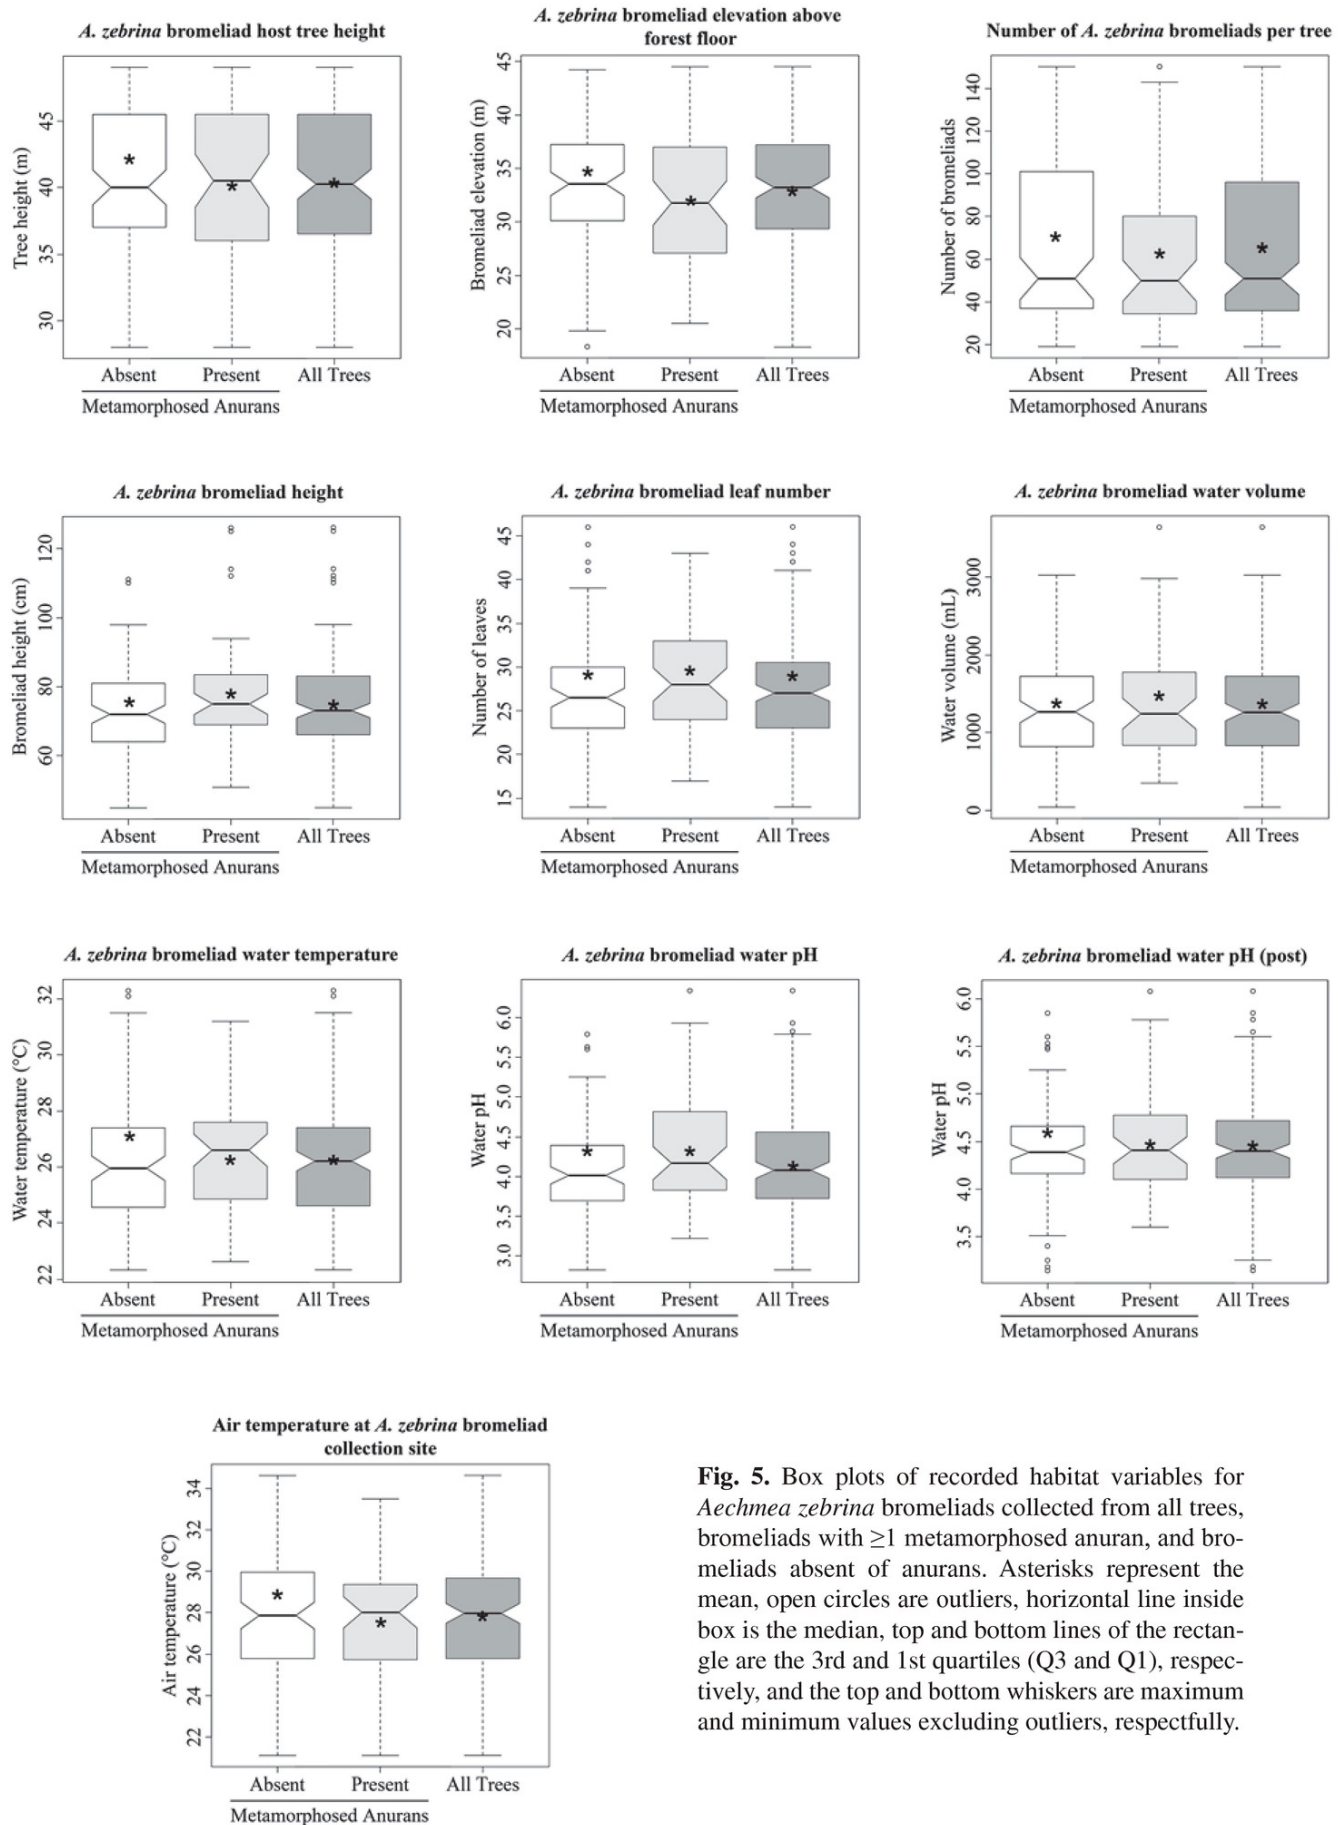 A. zebrina bromeliad host tree height
Tree height (m)
45
40
35
30
Absent
Present
All Trees
Metamorphosed Anurans
A. zebrina bromeliad elevation above
forest floor
Bromeliad elevation (m)
45
40
35
30
25
20
Absent
Present
All Trees
Metamorphosed Anurans
Number of A. zebrina bromeliads per tree
Number of bromeliads
140
120
100
80
60
40
20
Absent
Present
All Trees
Metamorphosed Anurans
A. zebrina bromeliad height
Bromeliad height (cm)
120
100
80
60
Absent
Present
All Trees
Metamorphosed Anurans
A. zebrina bromeliad leaf number
Number of leaves
45
40
35
30
25
20
15
Absent
Present
All Trees
Metamorphosed Anurans
A. zebrina bromeliad water volume
Water volume (mL)
3000
2000
1000
0
Absent
Present
All Trees
Metamorphosed Anurans
A. zebrina bromeliad water temperature
Water temperature (°C)
32
30
28
26
24
22
Absent
Present
All Trees
Metamorphosed Anurans
A. zebrina bromeliad water pH
Water pH
6.0
5.5
5.0
4.5
4.0
3.5
3.0
Absent
Present
All Trees
Metamorphosed Anurans
A. zebrina bromeliad water pH (post)
Water pH
6.0
5.5
5.0
4.5
4.0
3.5
Absent
Present
All Trees
Metamorphosed Anurans
Air temperature at A. zebrina bromeliad
collection site
Air temperature (°C)
34
32
30
28
26
24
22
Absent
Present
All Trees
Metamorphosed Anurans
Fig. 5. Box plots of recorded habitat variables for
Aechmea zebrina bromeliads collected from all trees,
bromeliads with ≥1 metamorphosed anuran, and bro-
meliads absent of anurans. Asterisks represent the
mean, open circles are outliers, horizontal line inside
box is the median, top and bottom lines of the rectan-
gle are the 3rd and 1st quartiles (Q3 and Q1), respec-
tively, and the top and bottom whiskers are maximum
and minimum values excluding outliers, respectfully.